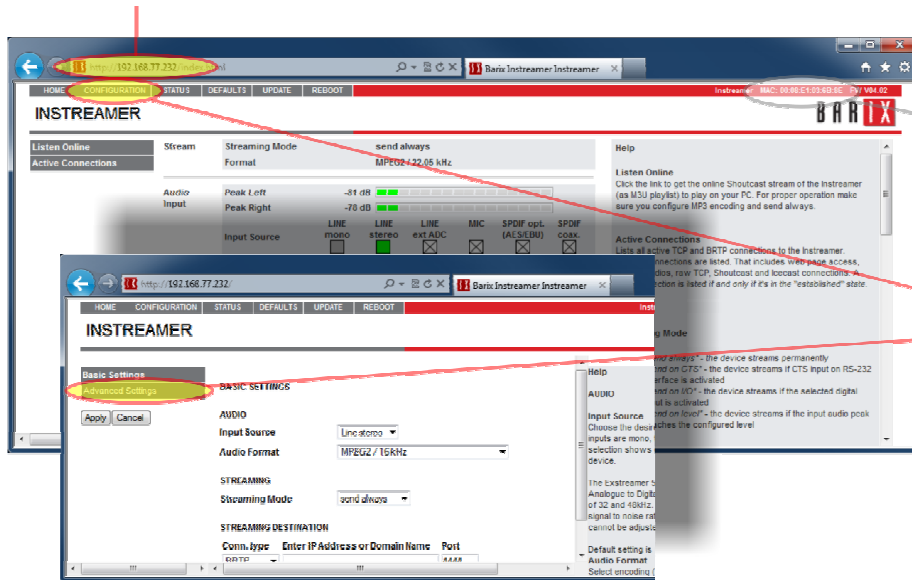 http://192.168.77.232/index.html
Barix Instreamer Instreamer
HOME CONFIGURATION STATUS DEFAULTS UPDATE REBOOT
Instreamer MAC: 00:08:E1:03:6B:5E FW V04.02
INSTREAMER
BARIX
Listen Online
Active Connections
Stream Streaming Mode send always
Format MPEG2 / 22.05 kHz
Audio Input
Peak Left -81 dB
Peak Right -78 dB
Input Source
LINE mono
LINE stereo
LINE ext ADC
MIC
SPDIF opt. (AES/EBU)
SPDIF coax.
Help
Listen Online
Click the link to get the online Shoutcast stream of the Instreamer
(as M3U playlist) to play on your PC. For proper operation make
sure you configure MP3 encoding and send always.
Active Connections
Lists all active TCP and BRTP connections to the Instreamer.
connections are listed. That includes web page access,
raw TCP, Shoutcast and Icecast connections. A
is listed if and only if it's in the "established" state.
Mode
always" - the device streams permanently
on CTS" - the device streams if CTS input on RS-232
is activated
on I/O" - the device streams if the selected digital
is activated
on level" - the device streams if the input audio peak
the configured level
http://192.168.77.232/
Barix Instreamer Instreamer
HOME CONFIGURATION STATUS DEFAULTS UPDATE REBOOT
INSTREAMER
Basic Settings
Advanced Settings
Apply Cancel
BASIC SETTINGS
AUDIO
Input Source Line stereo
Audio Format MPEG2 / 16kHz
STREAMING
Streaming Mode send always
STREAMING DESTINATION
Conn. type Enter IP Address or Domain Name Port
BRTP 4444
Help
AUDIO
Input Source
Choose the
inputs are mono,
selection shows
device.
The Exstreamer
Analogue to
of 32 and 48kHz.
signal to noise
cannot be
Default setting is
Audio Format
Select encoding